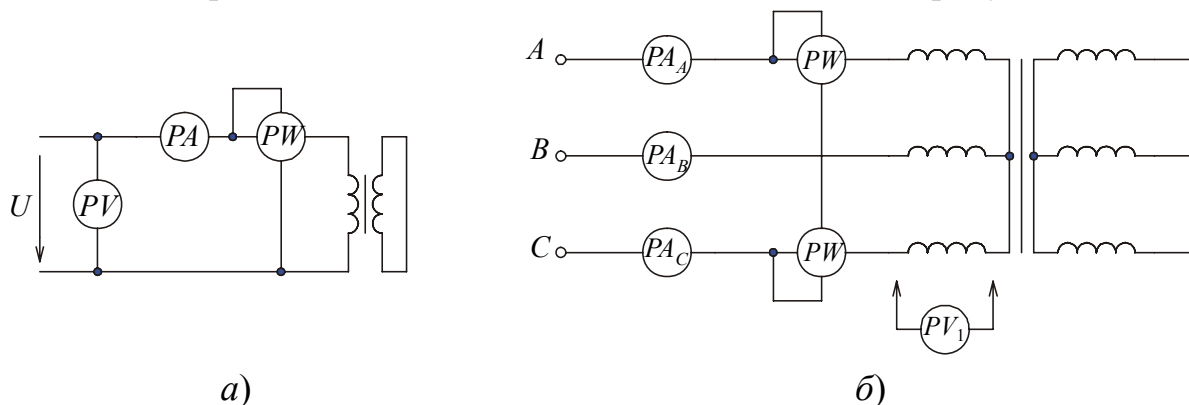 A PA_A PW
PA PW
B PA_B
U PV
C PA_C PW
PV_1
а) б)